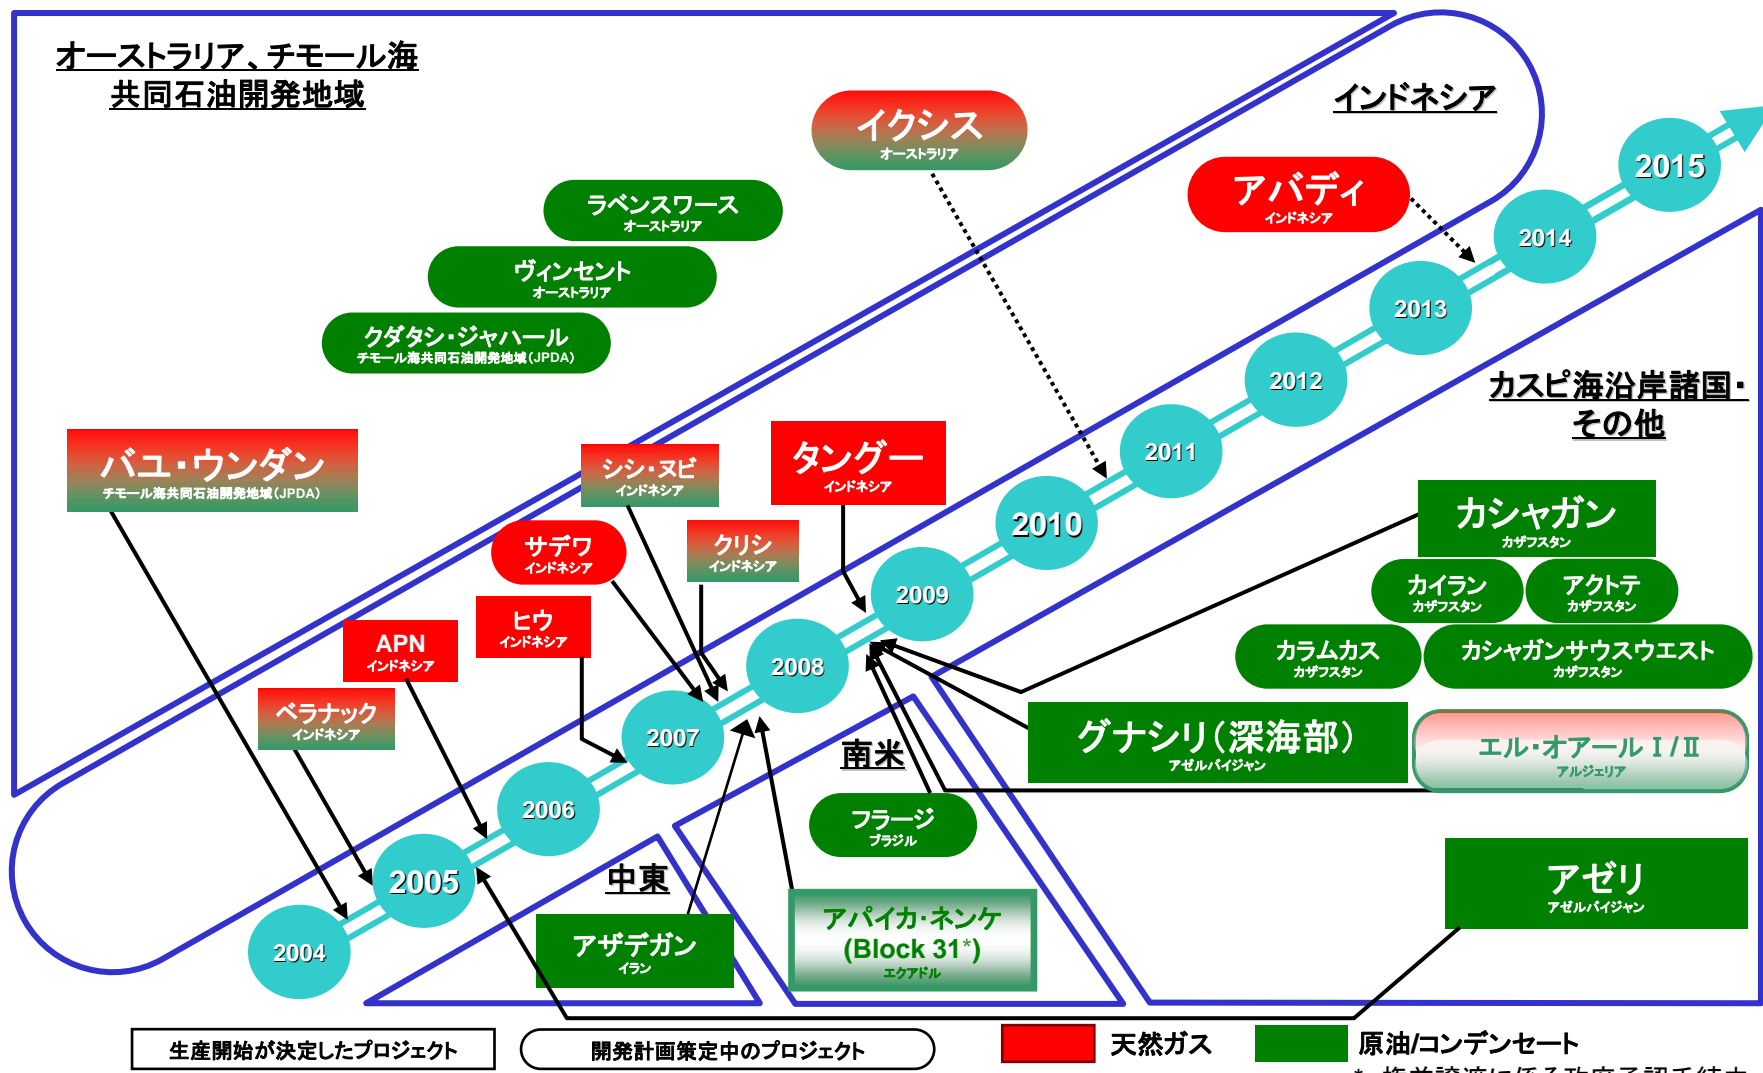 オーストラリア、チモール海
共同石油開発地域
インドネシア
イクシス
オーストラリア
アバディ
インドネシア
ラベンスワース
オーストラリア
ヴィンセント
オーストラリア
クダタシ・ジャハール
チモール海共同石油開発地域(JPDA)
2015
2014
2013
2012
2011
2010
2009
2008
2007
2006
2005
2004
カスピ海沿岸諸国・
その他
バユ・ウンダン
チモール海共同石油開発地域(JPDA)
シシ・ヌビ
インドネシア
タングー
インドネシア
サデワ
インドネシア
クリシ
インドネシア
ヒウ
インドネシア
APN
インドネシア
ベラナック
インドネシア
カシャガン
カザフスタン
カイラン
カザフスタン
アクトテ
カザフスタン
カラムカス
カザフスタン
カシャガンサウスウエスト
カザフスタン
グナシリ(深海部)
アゼルバイジャン
エル・オアール Ⅰ/Ⅱ
アルジェリア
南米
フラージ
ブラジル
アパイカ・ネンケ
(Block 31*)
エクアドル
中東
アザデガン
イラン
アゼリ
アゼルバイジャン
生産開始が決定したプロジェクト
開発計画策定中のプロジェクト
天然ガス
原油/コンデンセート